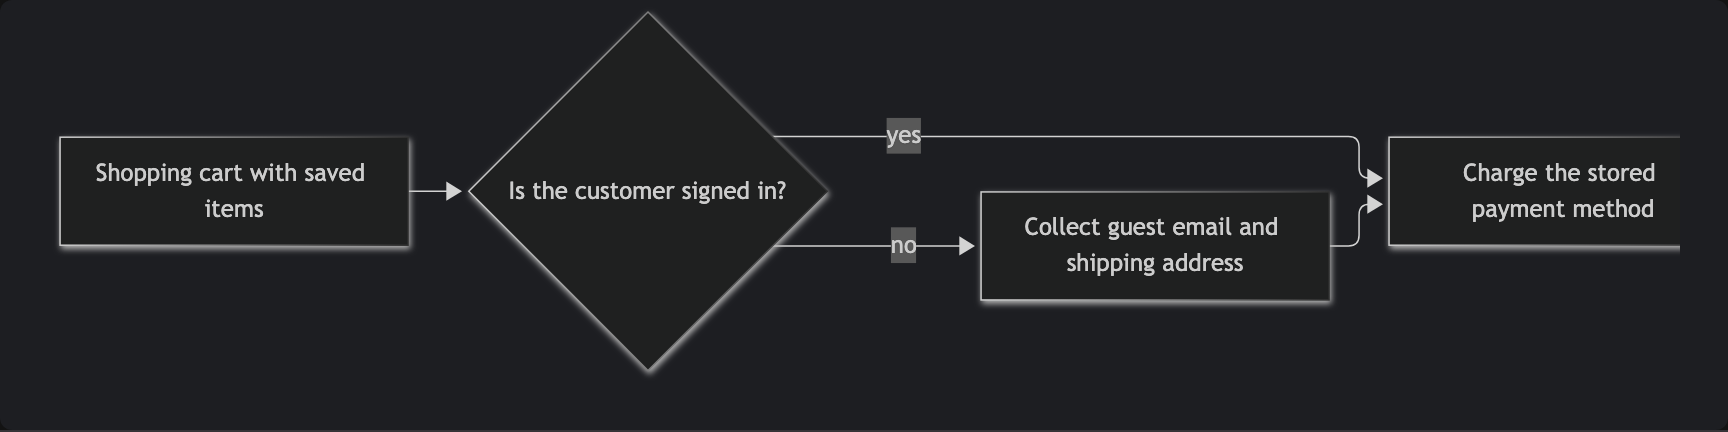 Shopping cart with saved
items
Is the customer signed in?
yes
no
Collect guest email and
shipping address
Charge the stored
payment method